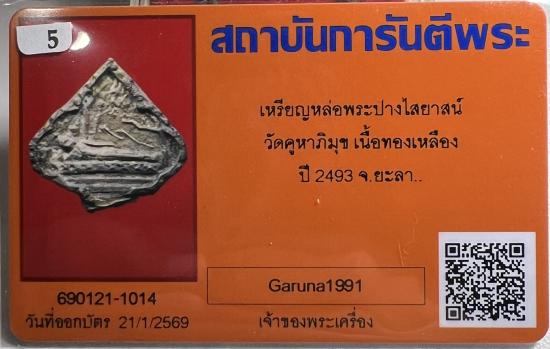 5
สถาบันการันตีพระ
เหรียญหล่อพระปางไสยาสน์
วัดคูหาภิมุข เนื้อทองเหลือง
ปี 2493 จ.ยะลา..
Garuna1991
690121-1014
วันที่ออกบัตร 21/1/2569
เจ้าของพระเครื่อง